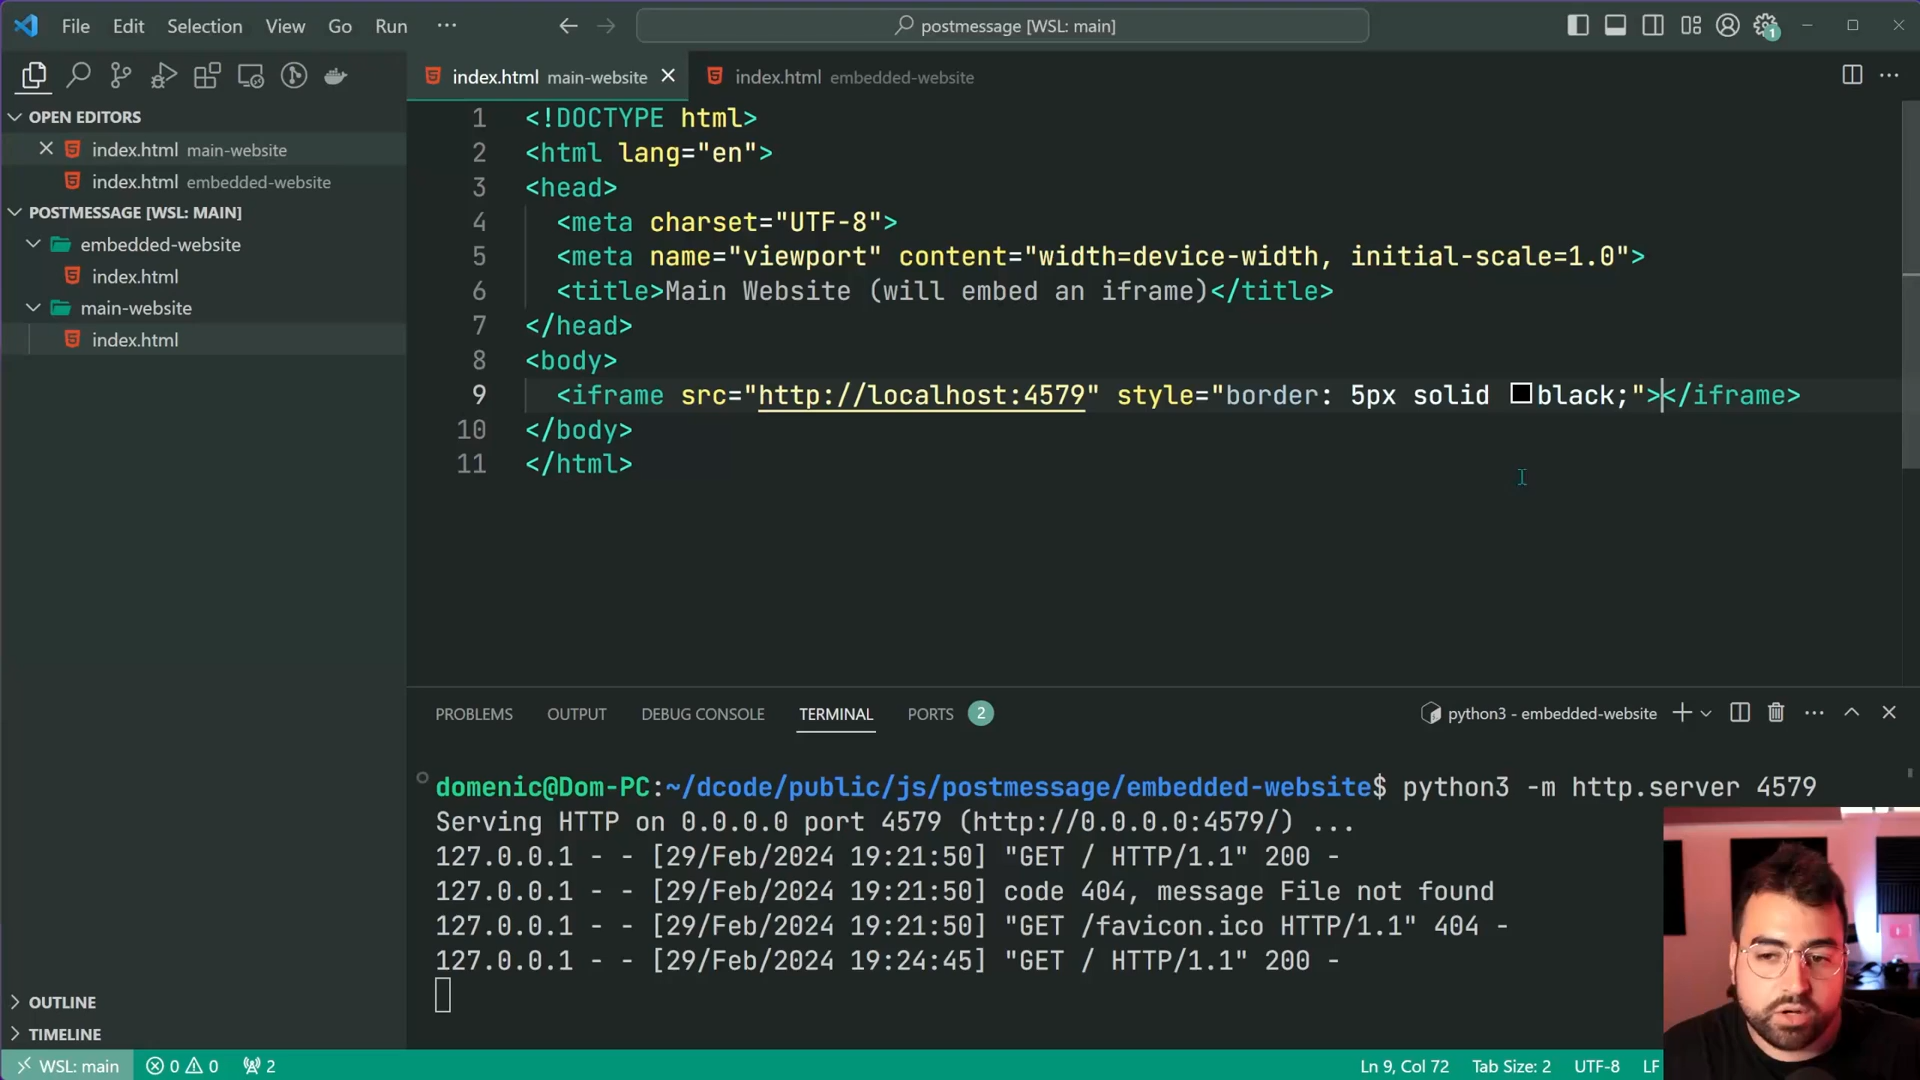 File Edit Selection View Go Run ··· postmessage [WSL: main] 1
index.html main-website index.html embedded-website
OPEN EDITORS
index.html main-website
index.html embedded-website
POSTMESSAGE [WSL: MAIN]
embedded-website
index.html
main-website
index.html
1 <!DOCTYPE html>
2 <html lang="en">
3 <head>
4 <meta charset="UTF-8">
5 <meta name="viewport" content="width=device-width, initial-scale=1.0">
6 <title>Main Website (will embed an iframe)</title>
7 </head>
8 <body>
9 <iframe src="http://localhost:4579" style="border: 5px solid black;"></iframe>
10 </body>
11 </html>
PROBLEMS OUTPUT DEBUG CONSOLE TERMINAL PORTS 2 python3 - embedded-website
domenic@Dom-PC:~/dcode/public/js/postmessage/embedded-website$ python3 -m http.server 4579
Serving HTTP on 0.0.0.0 port 4579 (http://0.0.0.0:4579/) ...
127.0.0.1 - - [29/Feb/2024 19:21:50] "GET / HTTP/1.1" 200 -
127.0.0.1 - - [29/Feb/2024 19:21:50] code 404, message File not found
127.0.0.1 - - [29/Feb/2024 19:21:50] "GET /favicon.ico HTTP/1.1" 404 -
127.0.0.1 - - [29/Feb/2024 19:24:45] "GET / HTTP/1.1" 200 -
OUTLINE
TIMELINE
WSL: main 0 0 2 Ln 9, Col 72 Tab Size: 2 UTF-8 LF